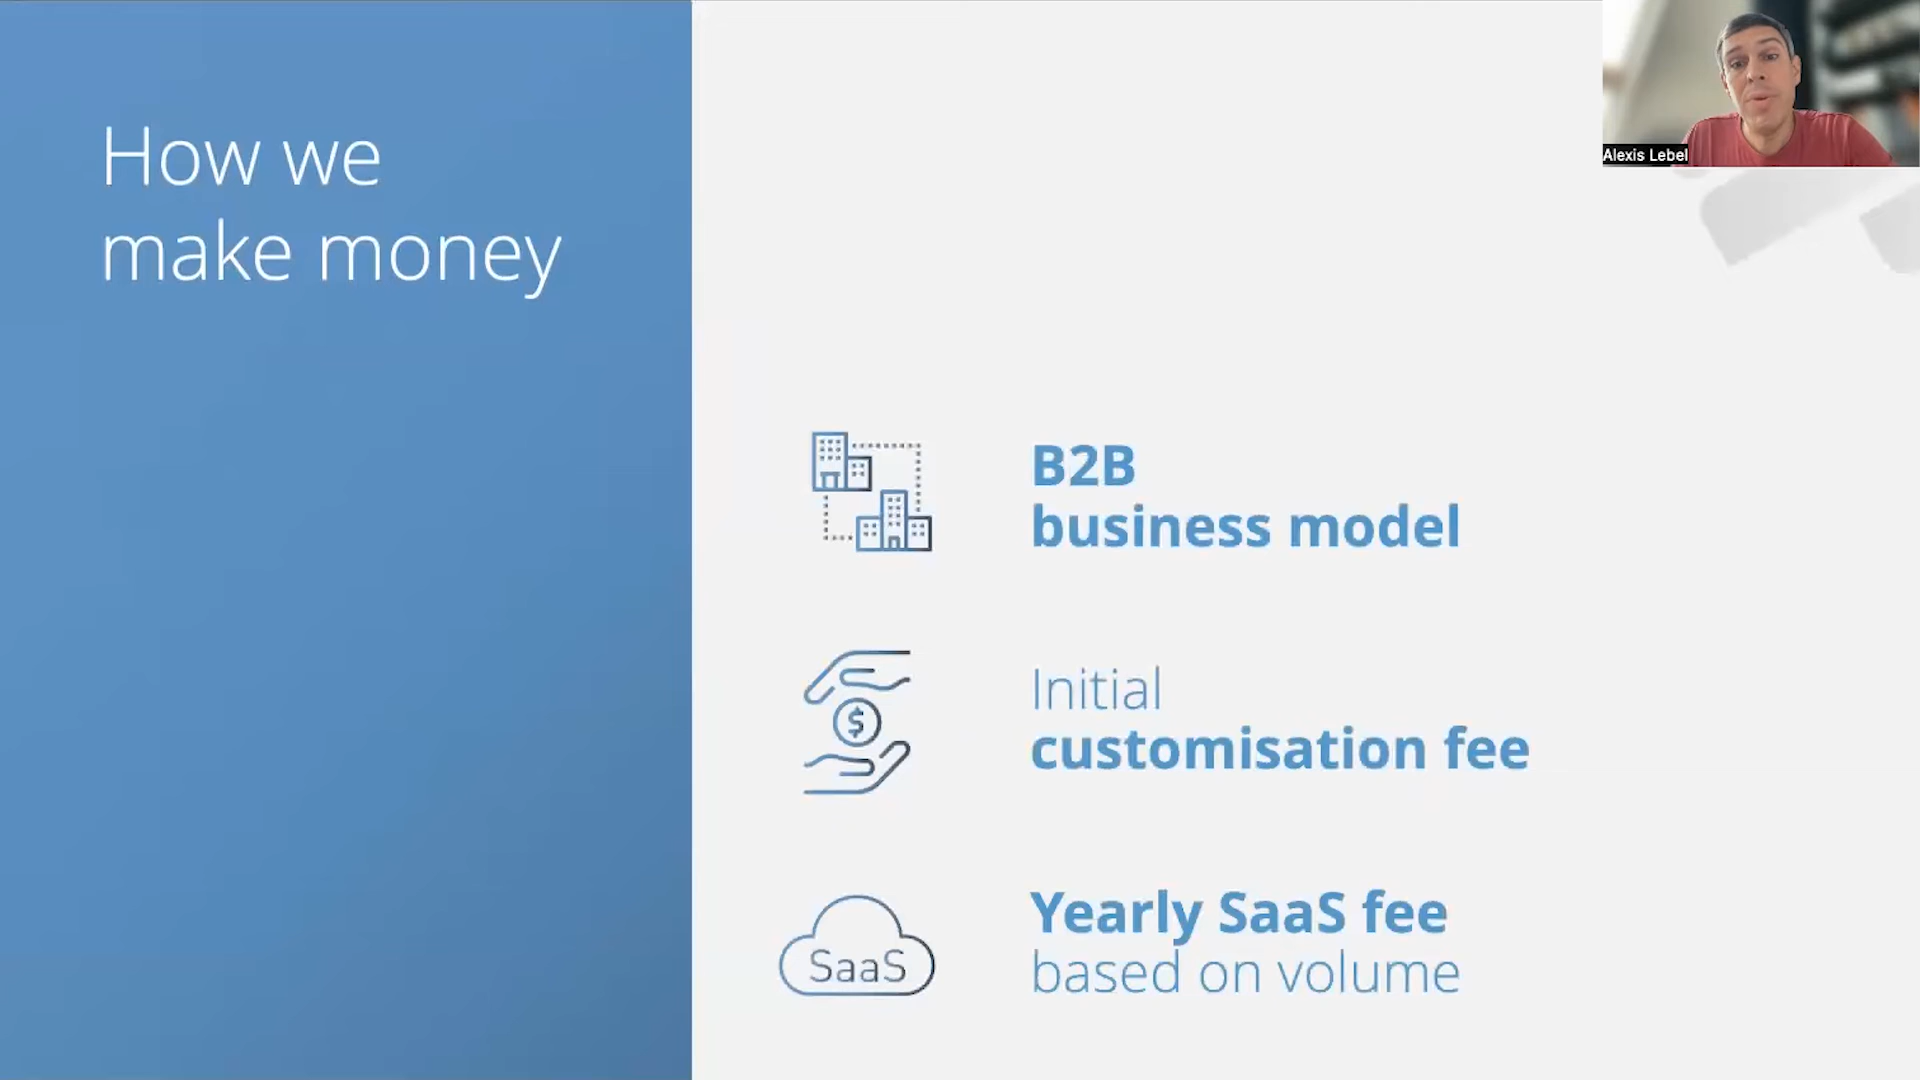 How we
make money
Alexis Lebel
B2B
business model
$
Initial
customisation fee
SaaS
Yearly SaaS fee
based on volume